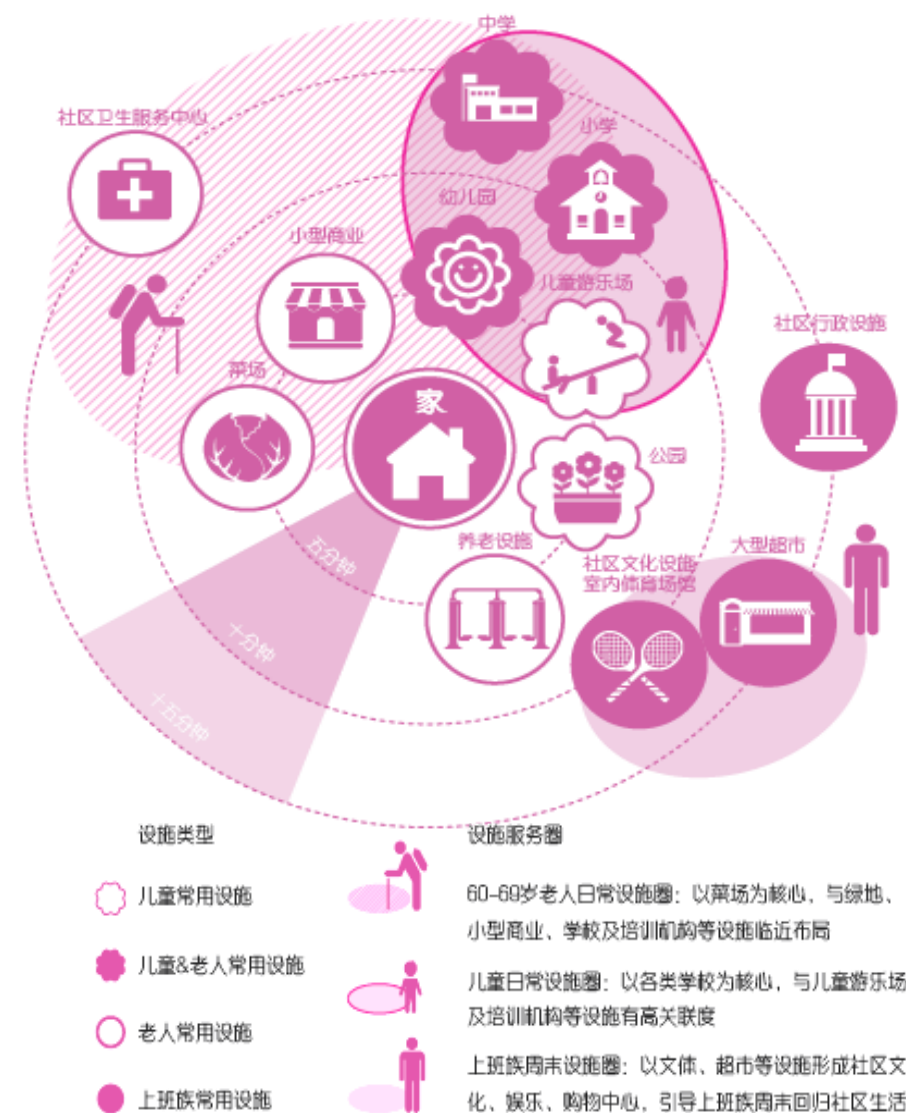 中学
社区卫生服务中心
小学
幼儿园
小型商业
儿童游乐场
社区行政设施
菜场
家
公园
养老设施
大型超市
社区文化设施
室内体育场馆
五分钟
十分钟
十五分钟
设施类型
儿童常用设施
儿童&老人常用设施
老人常用设施
上班族常用设施
设施服务圈
60-69岁老人日常设施圈：以菜场为核心，与绿地、
小型商业、学校及培训机构等设施临近布局
儿童日常设施圈：以各类学校为核心，与儿童游乐场
及培训机构等设施有高关联度
上班族周末设施圈：以文体、超市等设施形成社区文
化、娱乐、购物中心，引导上班族周末回归社区生活